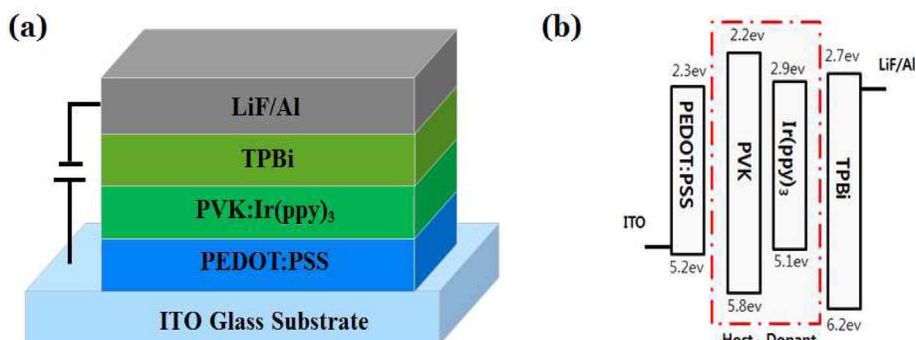 (a)
LiF/Al
TPBi
PVK:Ir(ppy)₃
PEDOT:PSS
ITO Glass Substrate
(b)
2.2ev
2.3ev
2.9ev
2.7ev
LiF/Al
PEDOT:PSS
PVK
Ir(ppy)₃
TPBi
ITO
5.2ev
5.1ev
5.8ev
6.2ev
Host Dopant